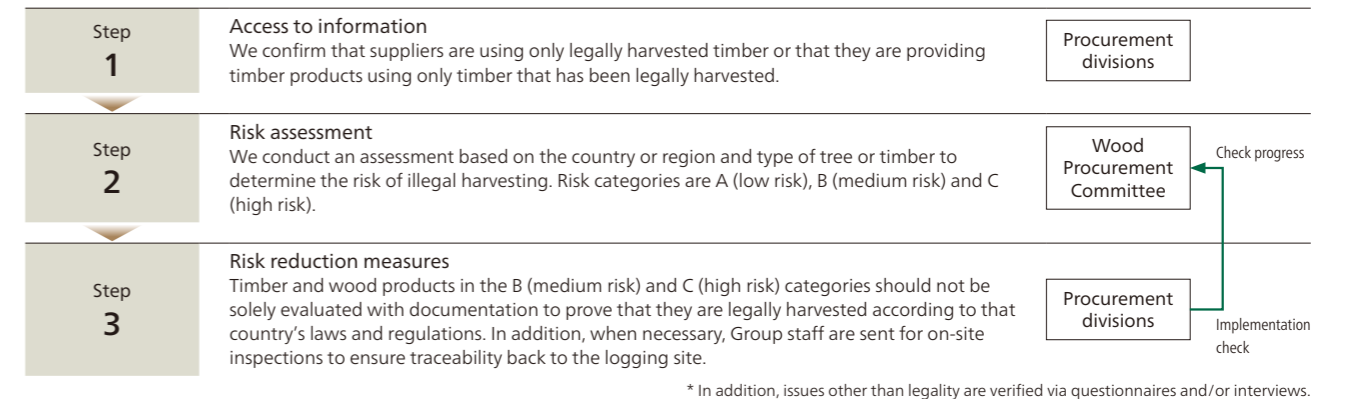 Step
1
Access to information
We confirm that suppliers are using only legally harvested timber or that they are providing
timber products using only timber that has been legally harvested.
Procurement
divisions
Step
2
Risk assessment
We conduct an assessment based on the country or region and type of tree or timber to
determine the risk of illegal harvesting. Risk categories are A (low risk), B (medium risk) and C
(high risk).
Wood
Procurement
Committee
Check progress
Step
3
Risk reduction measures
Timber and wood products in the B (medium risk) and C (high risk) categories should not be
solely evaluated with documentation to prove that they are legally harvested according to that
country’s laws and regulations. In addition, when necessary, Group staff are sent for on-site
inspections to ensure traceability back to the logging site.
Procurement
divisions
Implementation
check
* In addition, issues other than legality are verified via questionnaires and/or interviews.